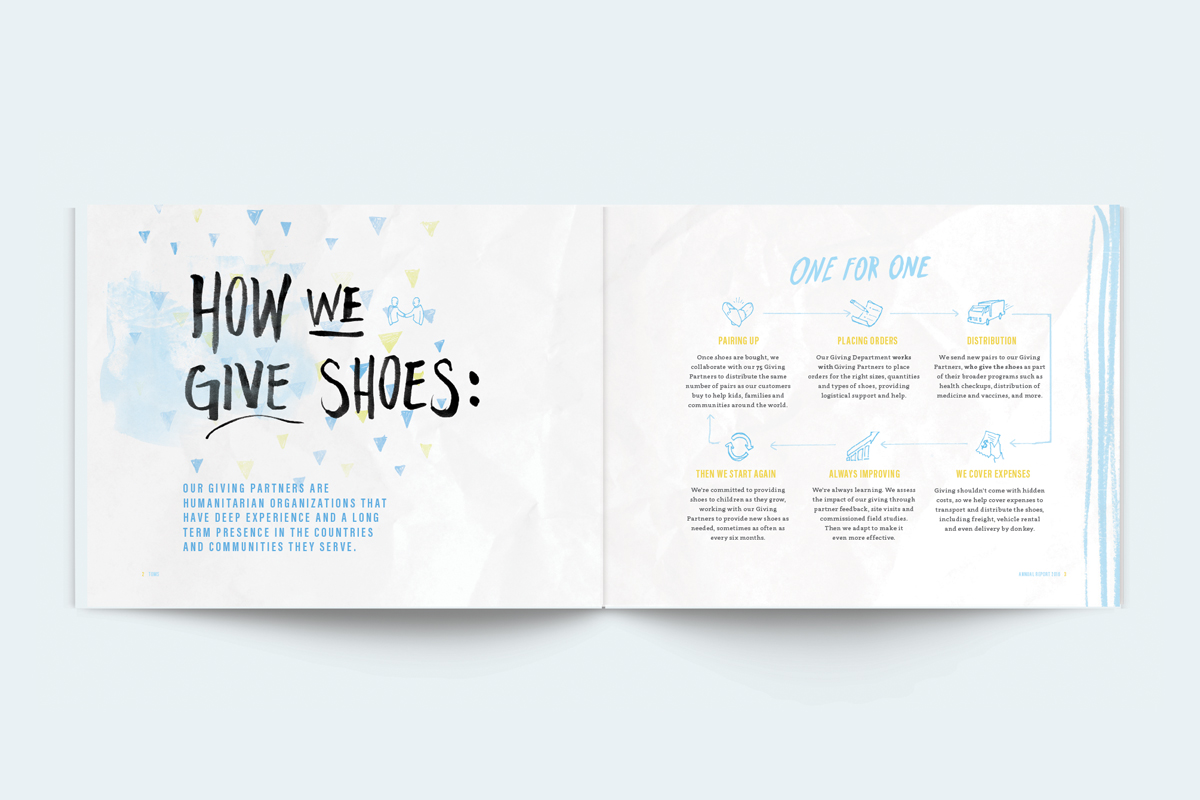 HOW WE
GIVE SHOES:
OUR GIVING PARTNERS ARE
HUMANITARIAN ORGANIZATIONS THAT
HAVE DEEP EXPERIENCE AND A LONG
TERM PRESENCE IN THE COUNTRIES
AND COMMUNITIES THEY SERVE.
2 TOMS
ONE FOR ONE
PAIRING UP
Once shoes are bought, we
collaborate with our 75 Giving
Partners to distribute the same
number of pairs as our customers
buy to help kids, families and
communities around the world.
PLACING ORDERS
Our Giving Department works
with Giving Partners to place
orders for the right sizes, quantities
and types of shoes, providing
logistical support and help.
DISTRIBUTION
We send new pairs to our Giving
Partners, who give the shoes as part
of their broader programs such as
health checkups, distribution of
medicine and vaccines, and more.
THEN WE START AGAIN
We're committed to providing
shoes to children as they grow,
working with our Giving
Partners to provide new shoes as
needed, sometimes as often as
every six months.
ALWAYS IMPROVING
We're always learning. We assess
the impact of our giving through
partner feedback, site visits and
commissioned field studies.
Then we adapt to make it
even more effective.
WE COVER EXPENSES
Giving shouldn't come with hidden
costs, so we help cover expenses to
transport and distribute the shoes,
including freight, vehicle rental
and even delivery by donkey.
ANNUAL REPORT